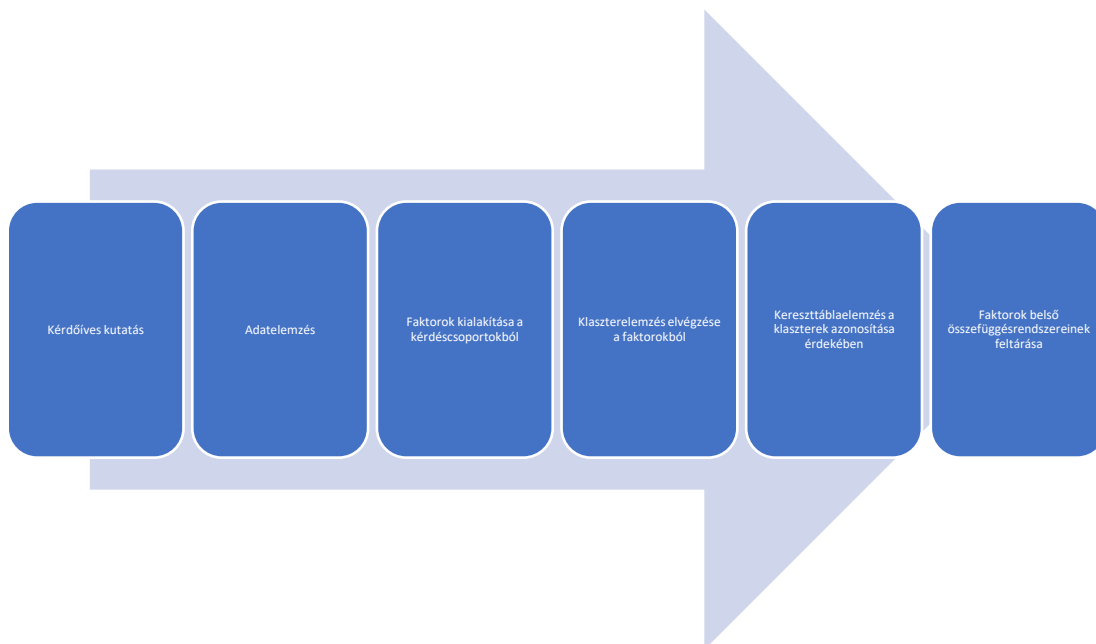 Kérdőíves kutatás
Adatelemzés
Faktorok kialakítása a
kérdéscsoportokból
Klaszterelemzés elvégzése
a faktorokból
Kereszttáblaelemzés a
klaszterek azonosítása
érdekében
Faktorok belső
összefüggésrendszereinek
feltárása